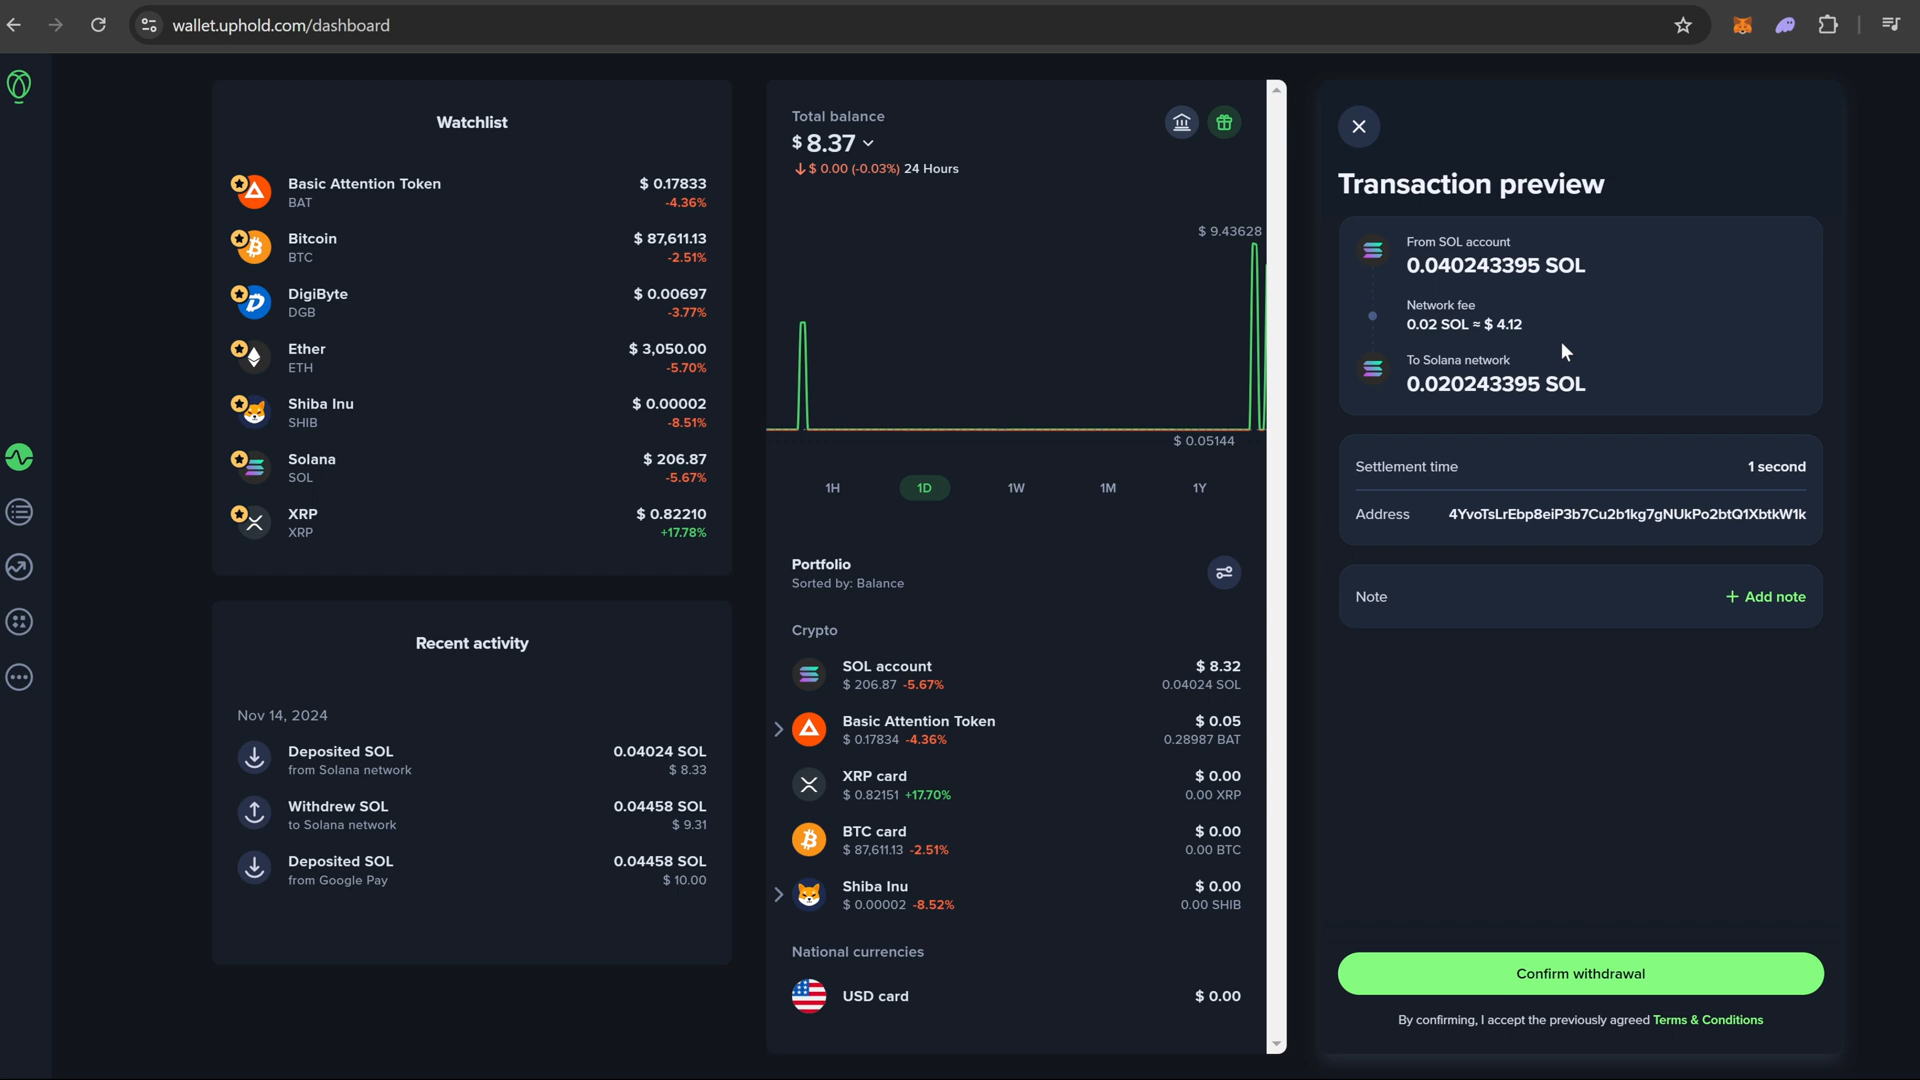 wallet.uphold.com/dashboard
Watchlist
Basic Attention Token $ 0.17833
BAT -4.36%
Bitcoin $ 87,611.13
BTC -2.51%
DigiByte $ 0.00697
DGB -3.77%
Ether $ 3,050.00
ETH -5.70%
Shiba Inu $ 0.00002
SHIB -8.51%
Solana $ 206.87
SOL -5.67%
XRP $ 0.82210
XRP +17.78%
Recent activity
Nov 14, 2024
Deposited SOL 0.04024 SOL
from Solana network $ 8.33
Withdrew SOL 0.04458 SOL
to Solana network $ 9.31
Deposited SOL 0.04458 SOL
from Google Pay $ 10.00
Total balance
$ 8.37
$ 0.00 (-0.03%) 24 Hours
$ 9.43628
$ 0.05144
1H 1D 1W 1M 1Y
Portfolio
Sorted by: Balance
Crypto
SOL account $ 8.32
$ 206.87 -5.67% 0.04024 SOL
Basic Attention Token $ 0.05
$ 0.17834 -4.36% 0.28987 BAT
XRP card $ 0.00
$ 0.82151 +17.70% 0.00 XRP
BTC card $ 0.00
$ 87,611.13 -2.51% 0.00 BTC
Shiba Inu $ 0.00
$ 0.00002 -8.52% 0.00 SHIB
National currencies
USD card $ 0.00
Transaction preview
From SOL account
0.040243395 SOL
Network fee
0.02 SOL ≈ $ 4.12
To Solana network
0.020243395 SOL
Settlement time 1 second
Address 4YvoTsLrEbp8eiP3b7Cu2b1kg7gNUkPo2btQ1XbtkW1k
Note + Add note
Confirm withdrawal
By confirming, I accept the previously agreed Terms & Conditions